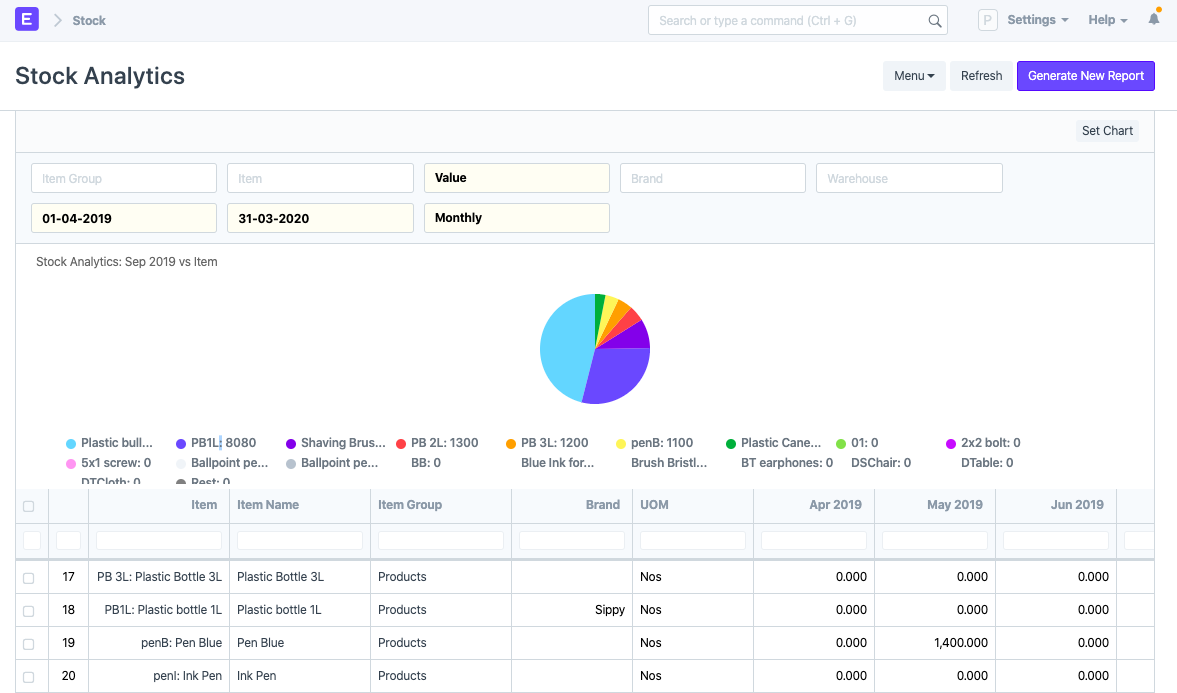 E Stock Search or type a command (Ctrl + G) P Settings Help
Stock Analytics Menu Refresh Generate New Report
Set Chart
Item Group Item Value Brand Warehouse
01-04-2019 31-03-2020 Monthly
Stock Analytics: Sep 2019 vs Item
Plastic bull... PB1L: 8080 Shaving Brus... PB 2L: 1300 PB 3L: 1200 penB: 1100 Plastic Cane... 01: 0 2x2 bolt: 0
5x1 screw: 0 Ballpoint pe... Ballpoint pe... BB: 0 Blue Ink for... Brush Bristl... BT earphones: 0 DSChair: 0 DTable: 0
DTCloth: 0 Rest: 0
Item Item Name Item Group Brand UOM Apr 2019 May 2019 Jun 2019
17 PB 3L: Plastic Bottle 3L Plastic Bottle 3L Products Nos 0.000 0.000 0.000
18 PB1L: Plastic bottle 1L Plastic bottle 1L Products Sippy Nos 0.000 0.000 0.000
19 penB: Pen Blue Pen Blue Products Nos 0.000 1,400.000 0.000
20 penI: Ink Pen Ink Pen Products Nos 0.000 0.000 0.000